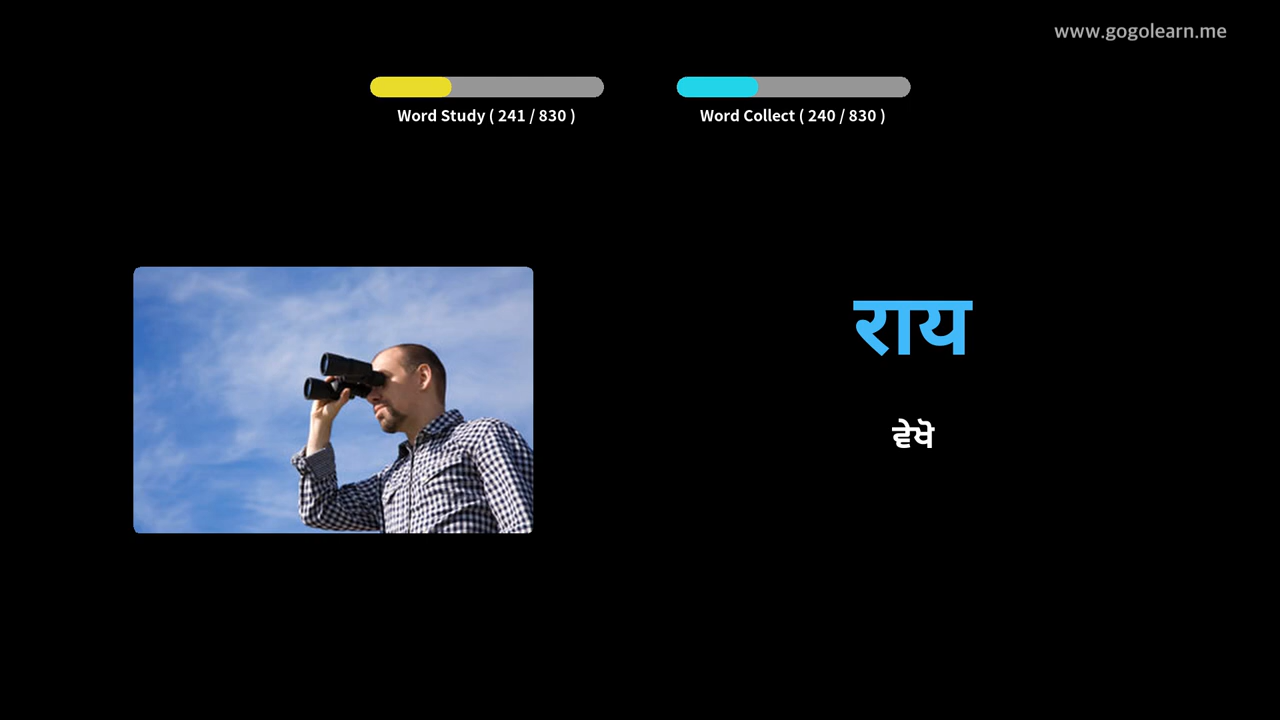 www.gogolearn.me
Word Study ( 241 / 830 )
Word Collect ( 240 / 830 )
राय
ਵੇਖੋ